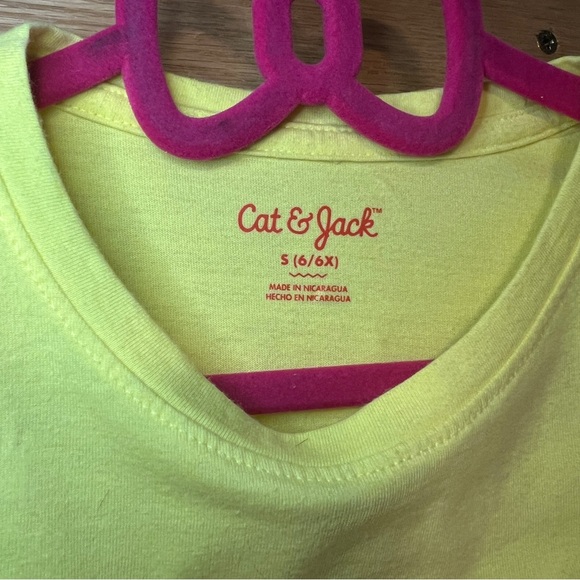 Cat & Jack™
S (6/6X)
MADE IN NICARAGUA
HECHO EN NICARAGUA